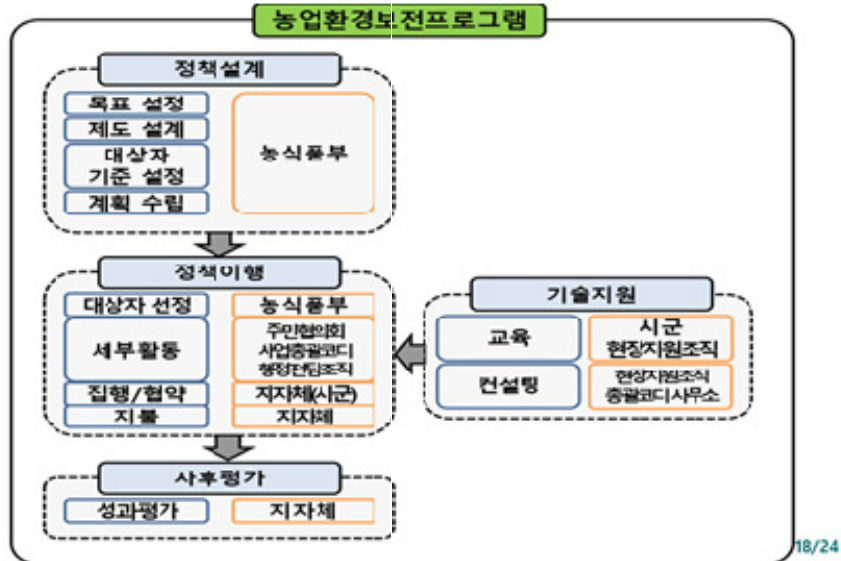 농업환경보전프로그램
정책설계
목표 설정
제도 설계
대상자
기준 설정
계획 수립
농식품부
정책이행
대상자 선정
농식품부
세부활동
주민협의회
사업총괄코디
행정전담조직
집행/협약
지자체(시군)
지불
지자체
기술지원
교육
시군
현장지원조직
컨설팅
현장지원조직
총괄코디 사무소
사후평가
성과평가
지자체
18/24